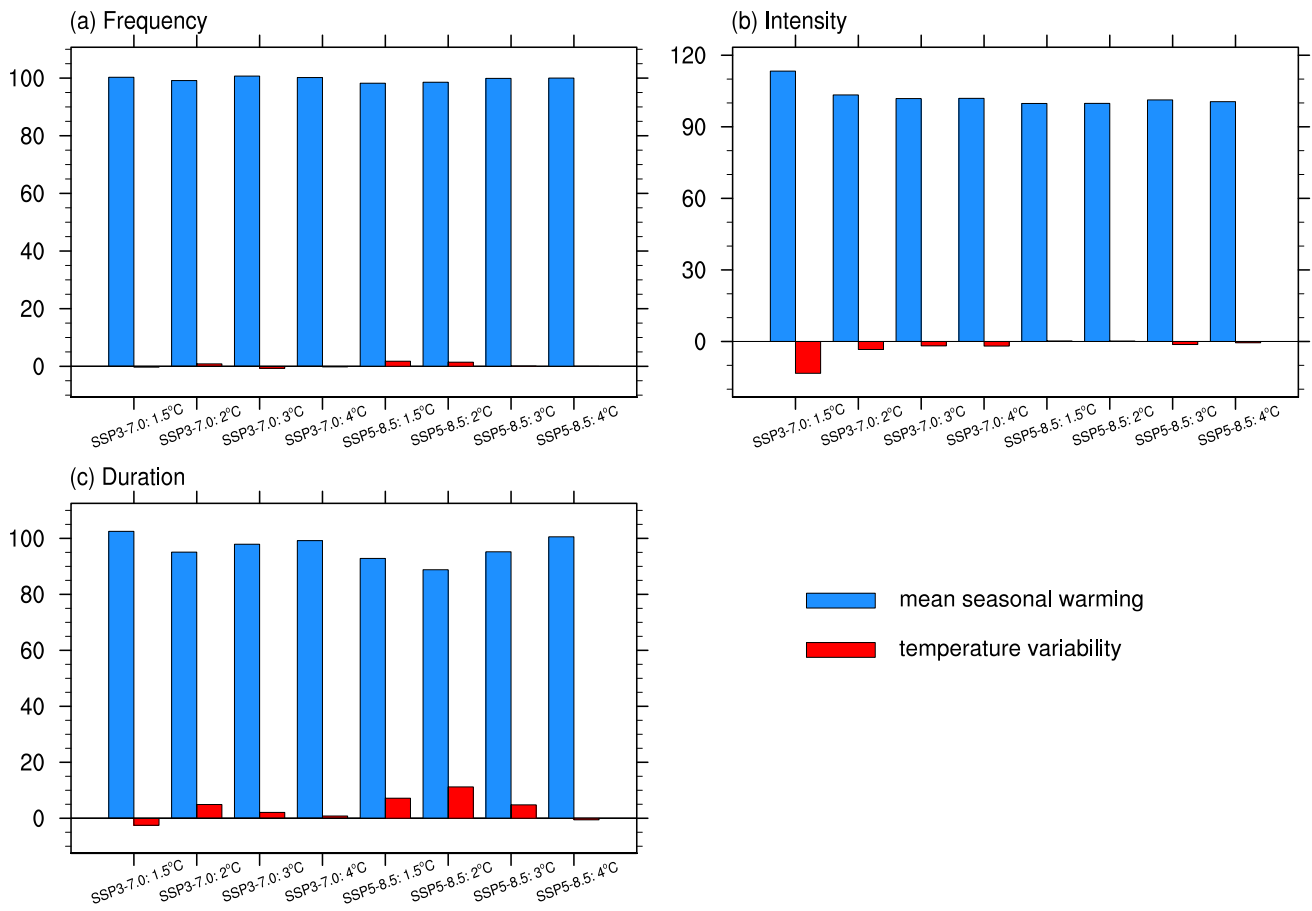 (a) Frequency
100
80
60
40
20
0
SSP3-7.0: 1.5°C
SSP3-7.0: 2°C
SSP3-7.0: 3°C
SSP3-7.0: 4°C
SSP5-8.5: 1.5°C
SSP5-8.5: 2°C
SSP5-8.5: 3°C
SSP5-8.5: 4°C
(b) Intensity
120
90
60
30
0
SSP3-7.0: 1.5°C
SSP3-7.0: 2°C
SSP3-7.0: 3°C
SSP3-7.0: 4°C
SSP5-8.5: 1.5°C
SSP5-8.5: 2°C
SSP5-8.5: 3°C
SSP5-8.5: 4°C
(c) Duration
100
80
60
40
20
0
SSP3-7.0: 1.5°C
SSP3-7.0: 2°C
SSP3-7.0: 3°C
SSP3-7.0: 4°C
SSP5-8.5: 1.5°C
SSP5-8.5: 2°C
SSP5-8.5: 3°C
SSP5-8.5: 4°C
mean seasonal warming
temperature variability